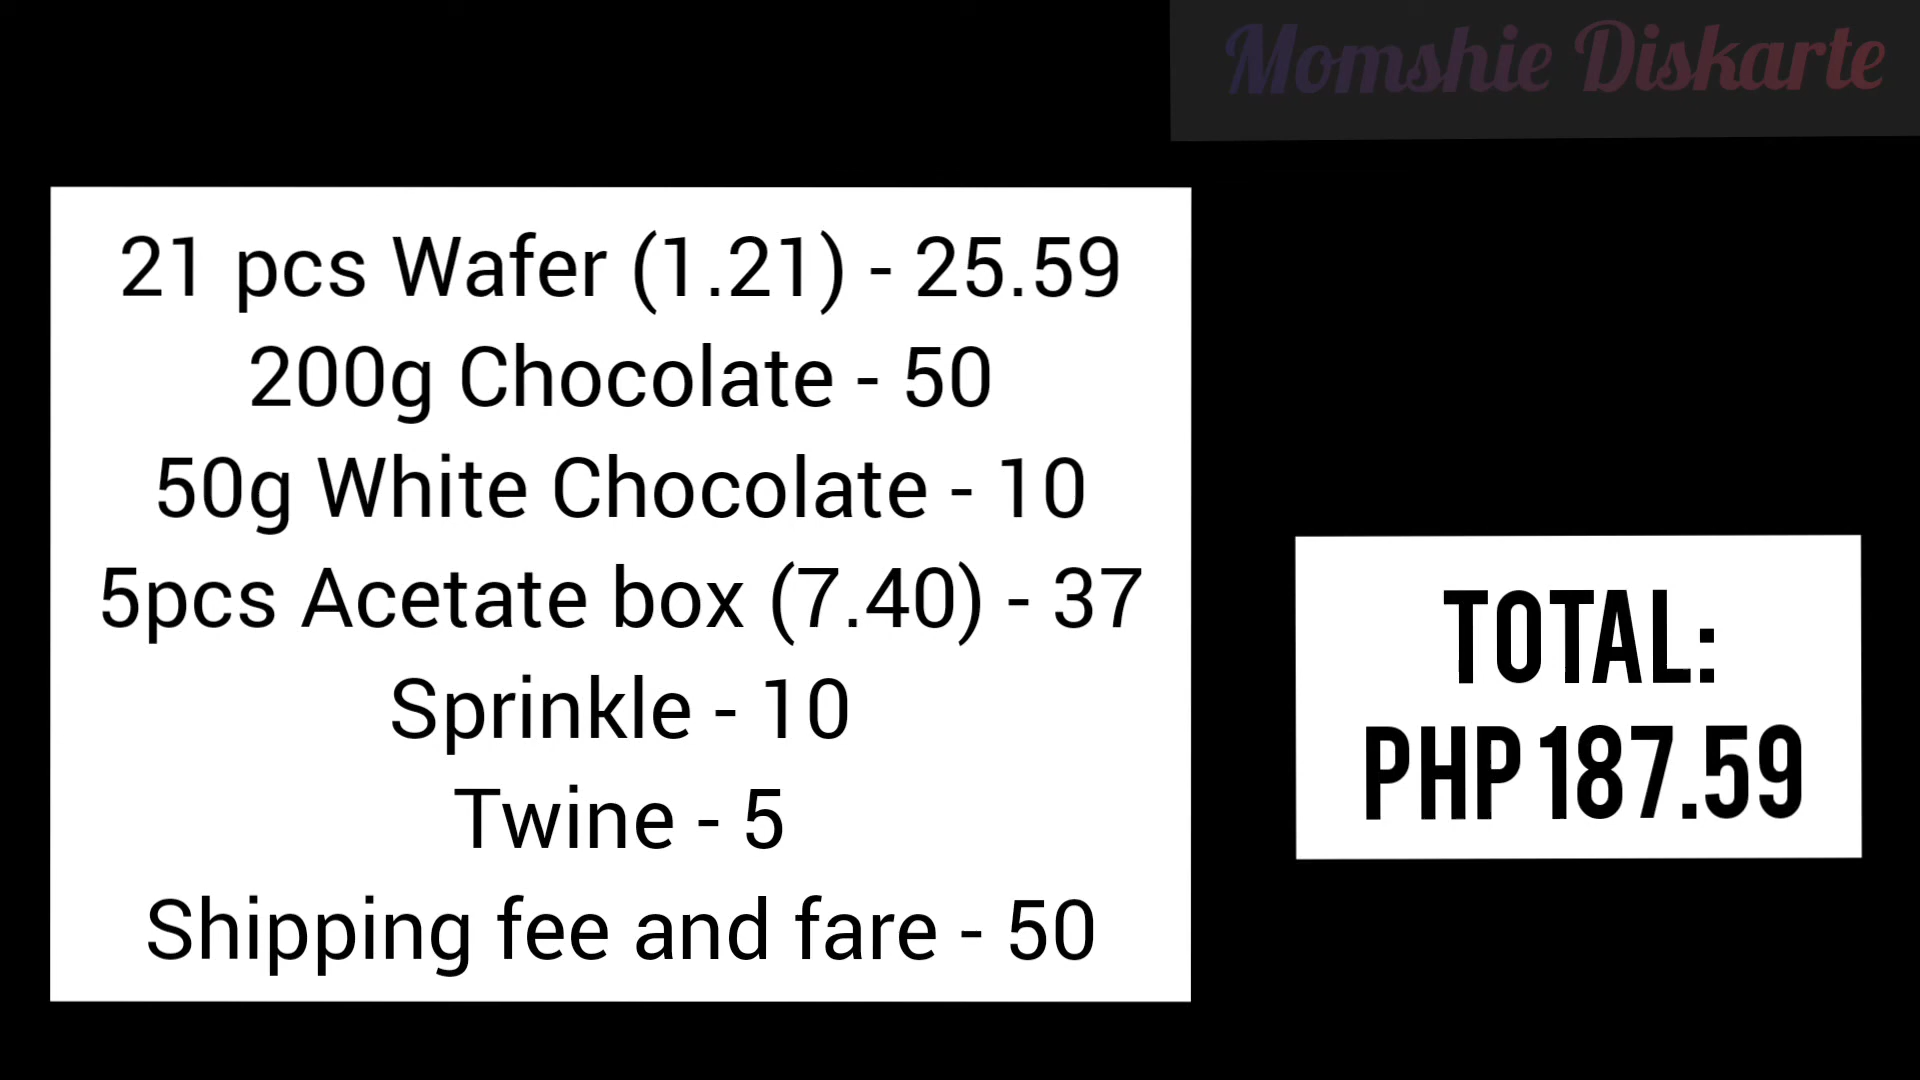 Momshie Diskarte
21 pcs Wafer (1.21) - 25.59
200g Chocolate - 50
50g White Chocolate - 10
5pcs Acetate box (7.40) - 37
Sprinkle - 10
Twine - 5
Shipping fee and fare - 50
TOTAL:
PHP 187.59